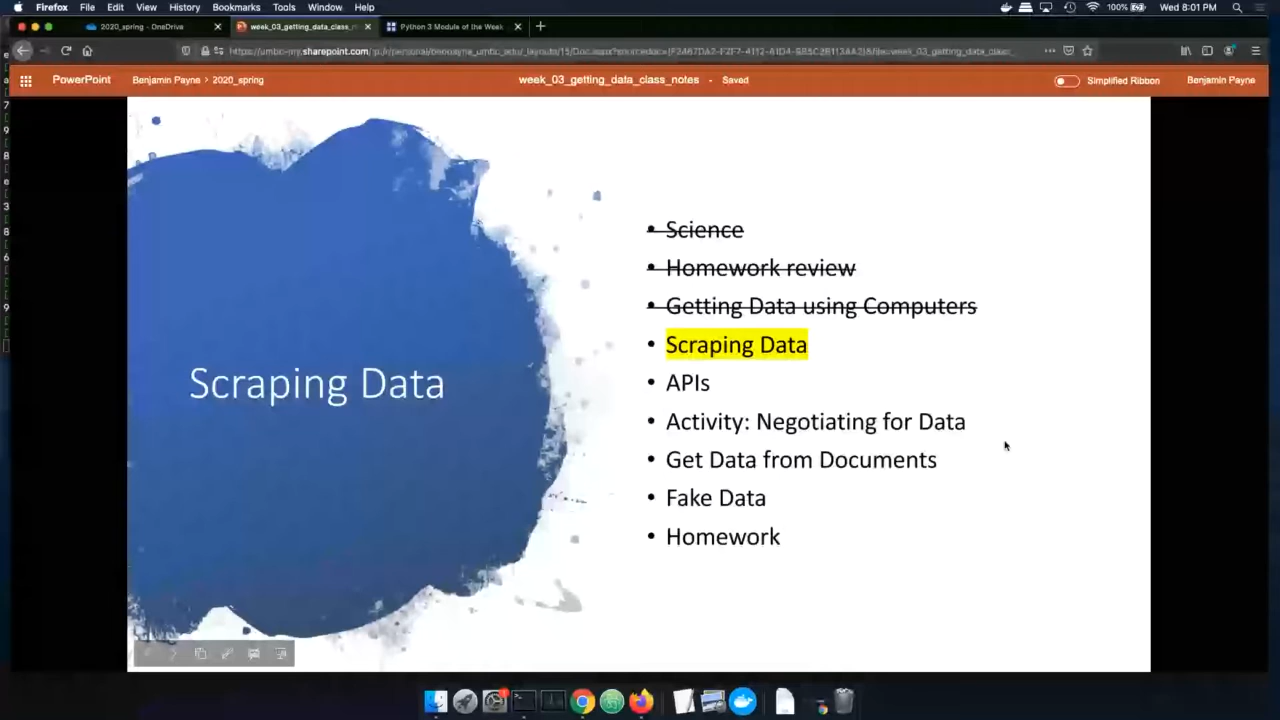 Firefox File Edit View History Bookmarks Tools Window Help 100% Wed 8:01 PM
2020_spring - OneDrive week_03_getting_data_class_n Python 3 Module of the Week
PowerPoint Benjamin Payne > 2020_spring week_03_getting_data_class_notes - Saved Simplified Ribbon Benjamin Payne
Scraping Data
• Science
• Homework review
• Getting Data using Computers
• Scraping Data
• APIs
• Activity: Negotiating for Data
• Get Data from Documents
• Fake Data
• Homework